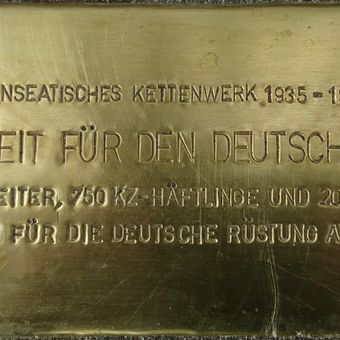 NSEATISCHES KETTENWERK 1935-1
EIT FÜR DEN DEUTSCH
EITER, 750 KZ-HÄFTLINGE UND 20
FÜR DIE DEUTSCHE RÜSTUNG A